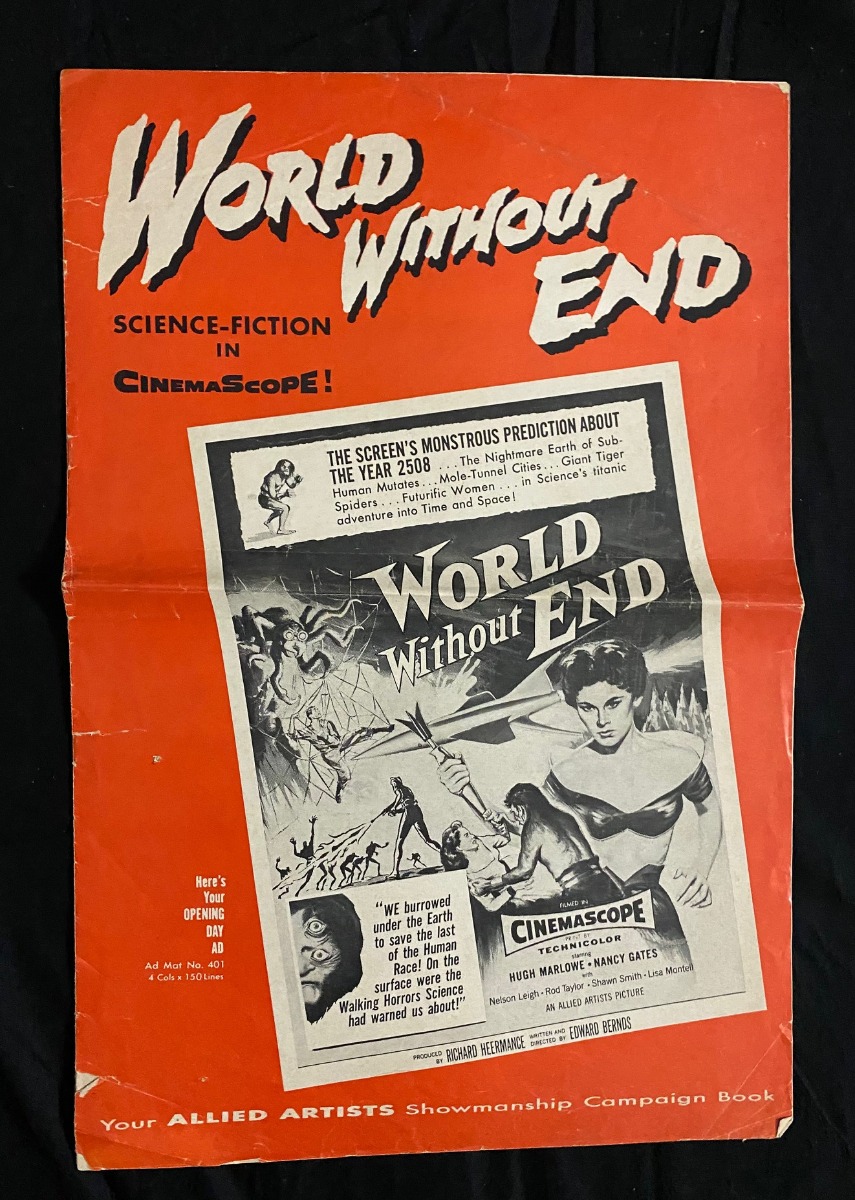 WORLD
WITHOUT
END
SCIENCE-FICTION
IN
CINEMASCOPE!
THE SCREEN'S MONSTROUS PREDICTION ABOUT
THE YEAR 2508 ...The Nightmare Earth of Sub-
Human Mutates...Mole-Tunnel Cities...Giant Tiger
Spiders...Futurific Women...in Science's titanic
adventure into Time and Space!
WORLD
Without END
"WE burrowed
under the Earth
to save the last
of the Human
Race! On the
surface were the
Walking Horrors Science
had warned us about!"
FILMED IN
CINEMASCOPE
PRINT BY
TECHNICOLOR
starring
HUGH MARLOWE • NANCY GATES
with
Nelson Leigh • Rod Taylor • Shawn Smith • Lisa Montell
AN ALLIED ARTISTS PICTURE
PRODUCED BY RICHARD HEERMANCE WRITTEN AND DIRECTED BY EDWARD BERNDS
Here's
Your
OPENING
DAY
AD
Ad Mat No. 401
4 Cols x 150 Lines
Your ALLIED ARTISTS Showmanship Campaign Book